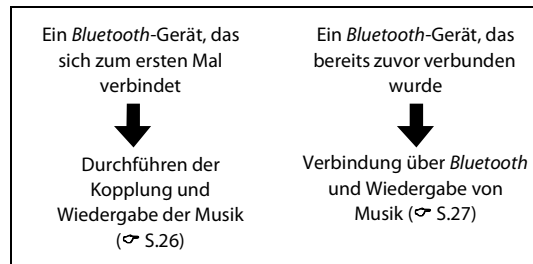 Ein Bluetooth-Gerät, das
sich zum ersten Mal
verbindet
Durchführen der
Kopplung und
Wiedergabe der Musik
(☞ S.26)
Ein Bluetooth-Gerät, das
bereits zuvor verbunden
wurde
Verbindung über Bluetooth
und Wiedergabe von
Musik (☞ S.27)